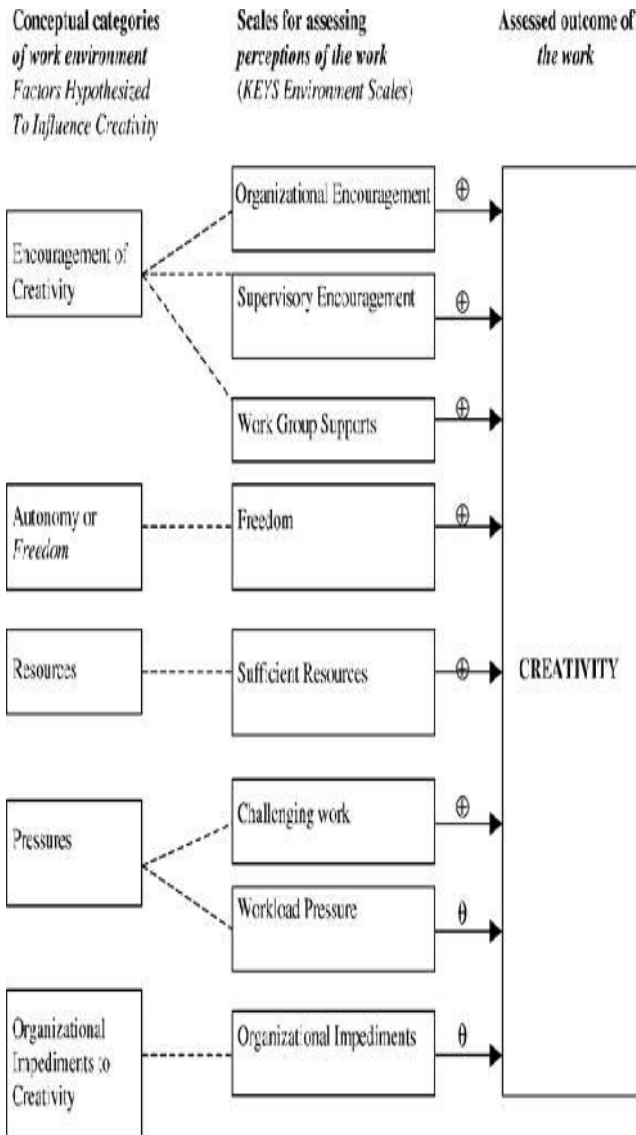 Conceptual categories
of work environment
Factors Hypothesized
To Influence Creativity
Scales for assessing
perceptions of the work
(KEYS Environment Scales)
Assessed outcome of
the work
Encouragement of
Creativity
Organizational Encouragement
⊕
Supervisory Encouragement
⊕
Work Group Supports
⊕
Autonomy or
Freedom
Freedom
⊕
Resources
Sufficient Resources
⊕
CREATIVITY
Pressures
Challenging work
⊕
Workload Pressure
θ
Organizational
Impediments to
Creativity
Organizational Impediments
θ